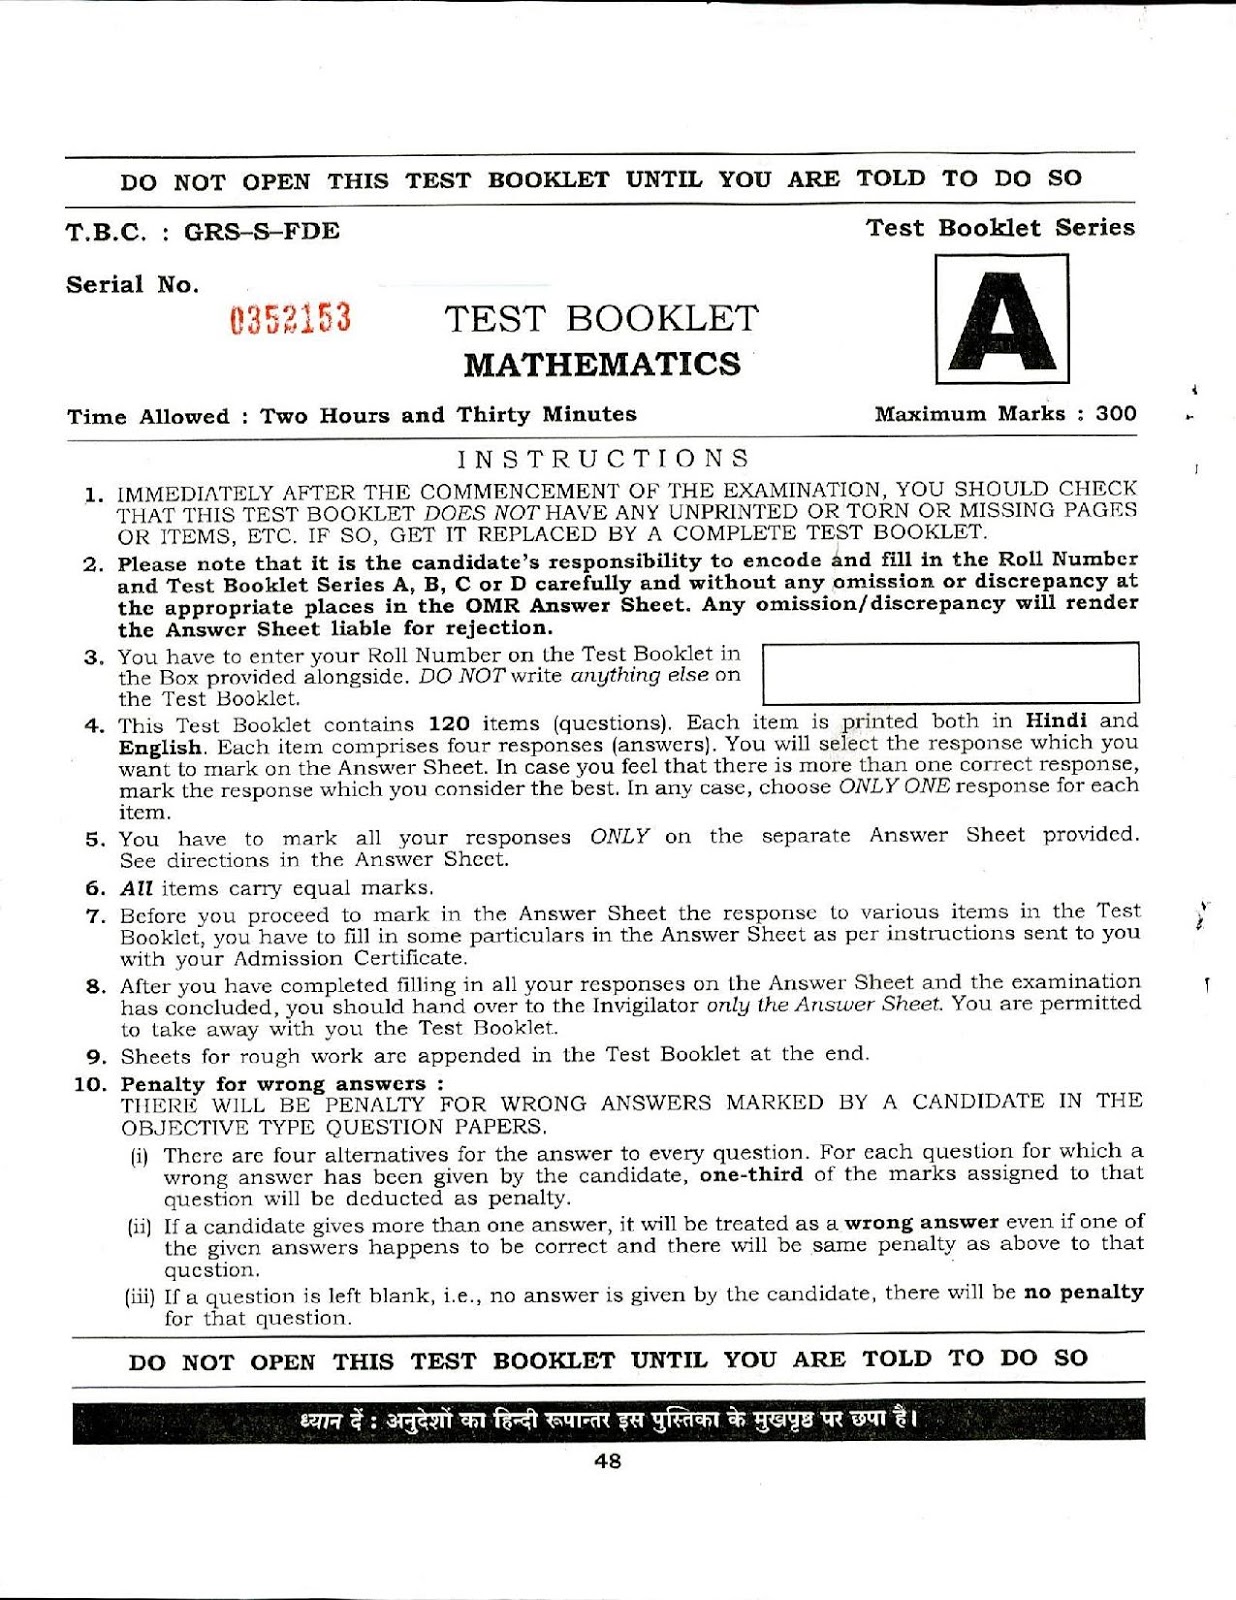 DO NOT OPEN THIS TEST BOOKLET UNTIL YOU ARE TOLD TO DO SO
T.B.C. : GRS–S–FDE
Test Booklet Series
Serial No.
0352153
TEST BOOKLET
A
MATHEMATICS
Time Allowed : Two Hours and Thirty Minutes
Maximum Marks : 300
INSTRUCTIONS
1. IMMEDIATELY AFTER THE COMMENCEMENT OF THE EXAMINATION, YOU SHOULD CHECK
THAT THIS TEST BOOKLET DOES NOT HAVE ANY UNPRINTED OR TORN OR MISSING PAGES
OR ITEMS, ETC. IF SO, GET IT REPLACED BY A COMPLETE TEST BOOKLET.
2. Please note that it is the candidate's responsibility to encode and fill in the Roll Number
and Test Booklet Series A, B, C or D carefully and without any omission or discrepancy at
the appropriate places in the OMR Answer Sheet. Any omission/discrepancy will render
the Answer Sheet liable for rejection.
3. You have to enter your Roll Number on the Test Booklet in
the Box provided alongside. DO NOT write anything else on
the Test Booklet.
4. This Test Booklet contains 120 items (questions). Each item is printed both in Hindi and
English. Each item comprises four responses (answers). You will select the response which you
want to mark on the Answer Sheet. In case you feel that there is more than one correct response,
mark the response which you consider the best. In any case, choose ONLY ONE response for each
item.
5. You have to mark all your responses ONLY on the separate Answer Sheet provided.
See directions in the Answer Sheet.
6. All items carry equal marks.
7. Before you proceed to mark in the Answer Sheet the response to various items in the Test
Booklet, you have to fill in some particulars in the Answer Sheet as per instructions sent to you
with your Admission Certificate.
8. After you have completed filling in all your responses on the Answer Sheet and the examination
has concluded, you should hand over to the Invigilator only the Answer Sheet. You are permitted
to take away with you the Test Booklet.
9. Sheets for rough work are appended in the Test Booklet at the end.
10. Penalty for wrong answers :
THERE WILL BE PENALTY FOR WRONG ANSWERS MARKED BY A CANDIDATE IN THE
OBJECTIVE TYPE QUESTION PAPERS.
(i) There are four alternatives for the answer to every question. For each question for which a
wrong answer has been given by the candidate, one-third of the marks assigned to that
question will be deducted as penalty.
(ii) If a candidate gives more than one answer, it will be treated as a wrong answer even if one of
the given answers happens to be correct and there will be same penalty as above to that
question.
(iii) If a question is left blank, i.e., no answer is given by the candidate, there will be no penalty
for that question.
DO NOT OPEN THIS TEST BOOKLET UNTIL YOU ARE TOLD TO DO SO
ध्यान दें : अनुदेशों का हिन्दी रूपान्तर इस पुस्तिका के मुखपृष्ठ पर छपा है।
48